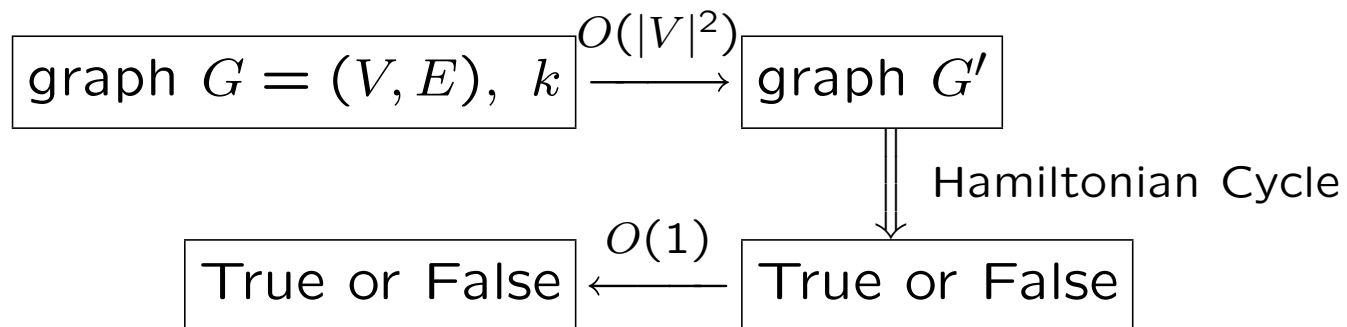 O(|V|²)
graph G = (V, E), k
graph G′
Hamiltonian Cycle
O(1)
True or False
True or False